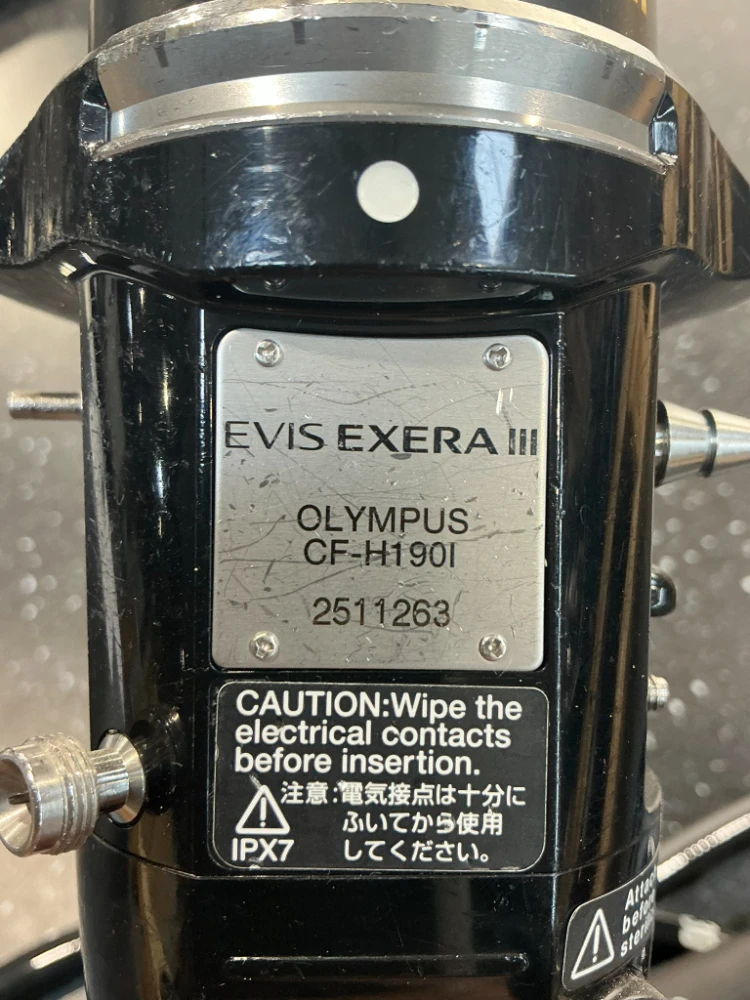 EVIS EXERA III
OLYMPUS
CF-H190I
2511263
CAUTION:Wipe the
electrical contacts
before insertion.
注意:電気接点は十分に
ふいてから使用
してください。
IPX7